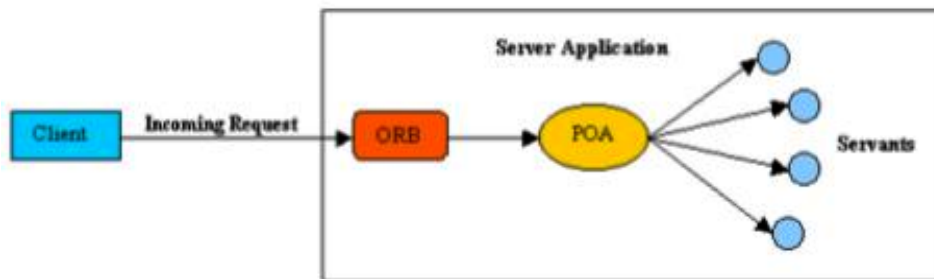 Server Application
Client
Incoming Request
ORB
POA
Servants